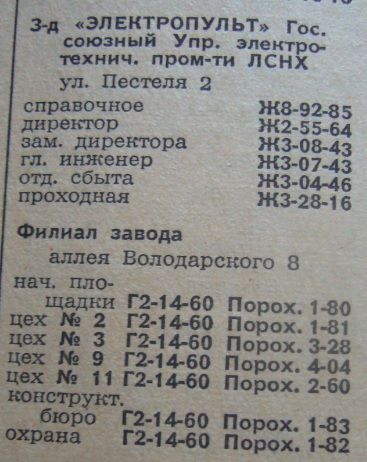 З-д «ЭЛЕКТРОПУЛЬТ» Гос.
союзный Упр. электро-
технич. пром-ти ЛСНХ
ул. Пестеля 2
справочное Ж8-92-85
директор Ж2-55-64
зам. директора Ж3-08-43
гл. инженер Ж3-07-43
отд. сбыта Ж3-04-46
проходная Ж3-28-16
Филиал завода
аллея Володарского 8
нач. пло-
щадки Г2-14-60 Порох. 1-80
цех № 2 Г2-14-60 Порох. 1-81
цех № 3 Г2-14-60 Порох. 3-28
цех № 9 Г2-14-60 Порох. 4-04
цех № 11 Г2-14-60 Порох. 2-60
конструкт.
бюро Г2-14-60 Порох. 1-83
охрана Г2-14-60 Порох. 1-82